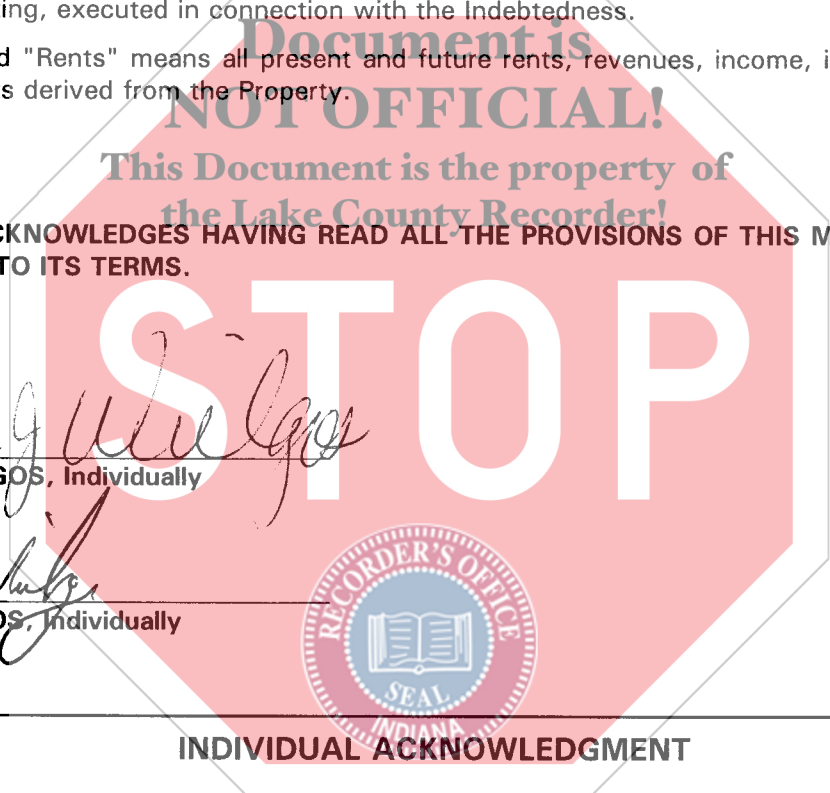 ing, executed in connection with the Indebtedness.
Document is
d "Rents" means all present and future rents, revenues, income, i
s derived from the Property.
NOT OFFICIAL!
This Document is the property of
the Lake County Recorder!
CKNOWLEDGES HAVING READ ALL THE PROVISIONS OF THIS M
TO ITS TERMS.
STOP
GOS, Individually
OS, Individually
RECORDER'S OFFICE
SEAL
INDIANA
INDIVIDUAL ACKNOWLEDGMENT